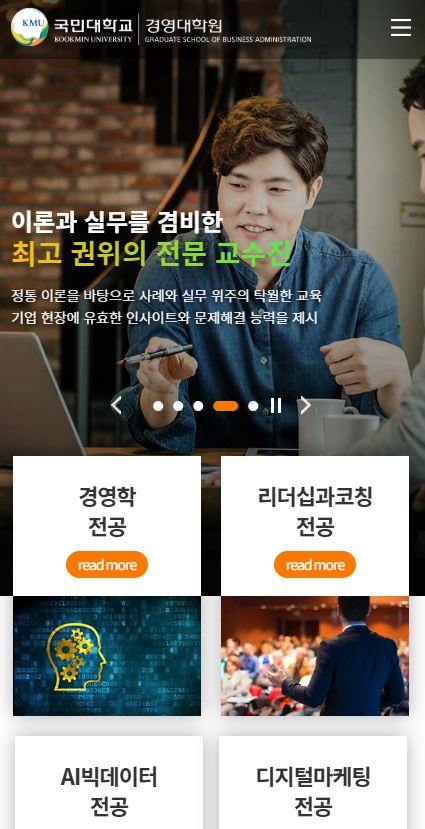 KMU
국민대학교
KOOKMIN UNIVERSITY
경영대학원
GRADUATE SCHOOL OF BUSINESS ADMINISTRATION
이론과 실무를 겸비한
최고 권위의 전문 교수진
정통 이론을 바탕으로 사례와 실무 위주의 탁월한 교육
기업 현장에 유효한 인사이트와 문제해결 능력을 제시
경영학
전공
read more
리더십과코칭
전공
read more
AI빅데이터
전공
디지털마케팅
전공